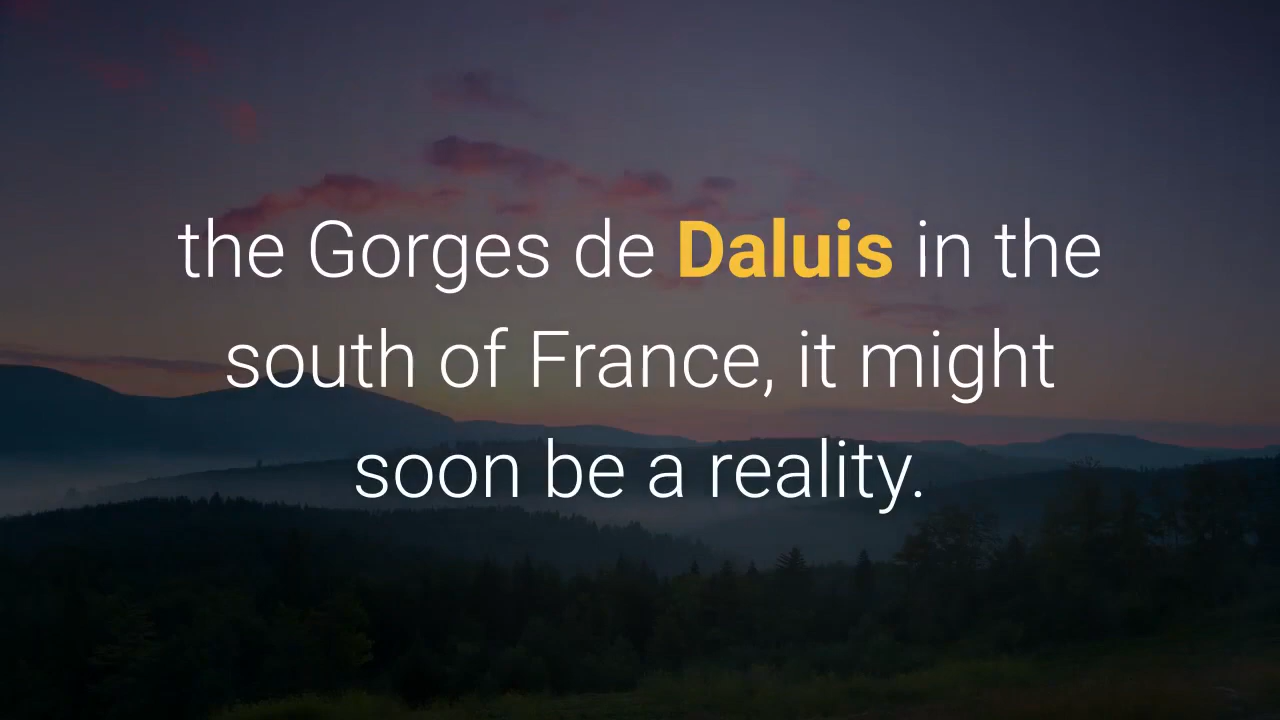 the Gorges de Daluis in the
south of France, it might
soon be a reality.